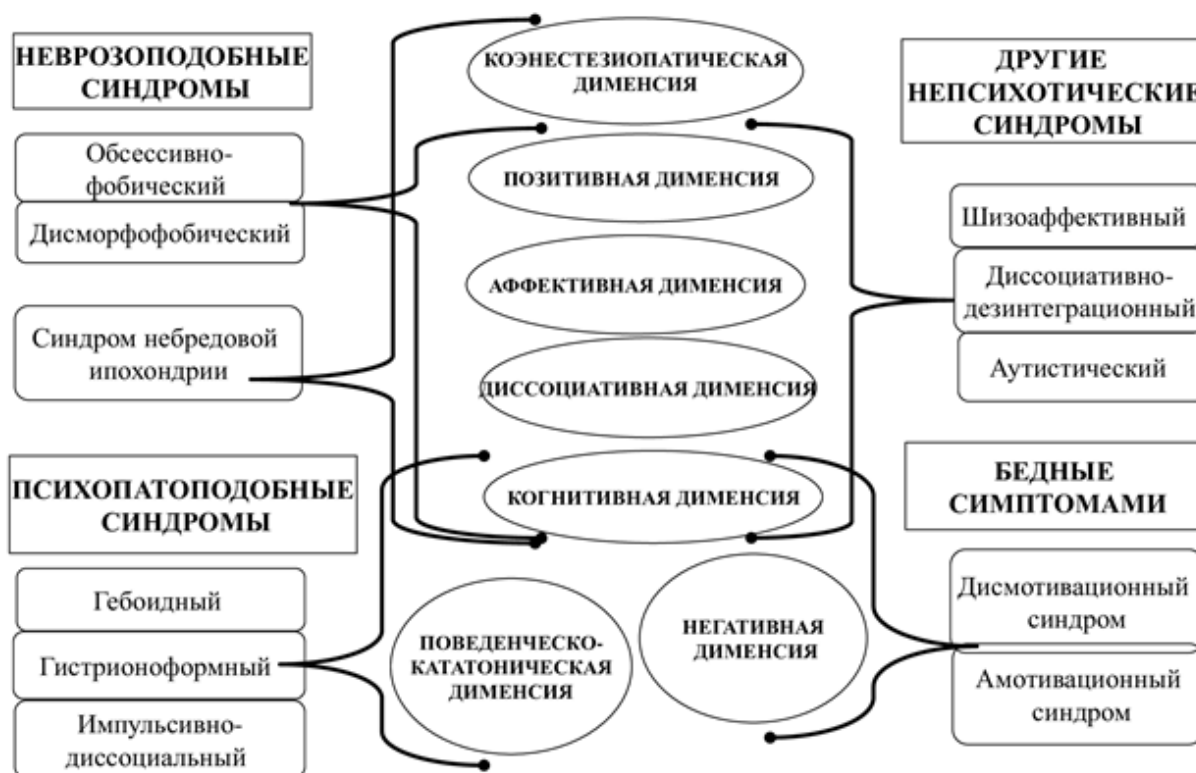 НЕВРОЗОПОДОБНЫЕ
СИНДРОМЫ
Обсессивно-
фобический
Дисморфофобический
Синдром небредовой
ипохондрии
ПСИХОПАТОПОДОБНЫЕ
СИНДРОМЫ
Гебоидный
Гистрионоформный
Импульсивно-
диссоциальный
КОЭНЕСТЕЗИОПАТИЧЕСКАЯ
ДИМЕНСИЯ
ПОЗИТИВНАЯ ДИМЕНСИЯ
АФФЕКТИВНАЯ ДИМЕНСИЯ
ДИССОЦИАТИВНАЯ ДИМЕНСИЯ
КОГНИТИВНАЯ ДИМЕНСИЯ
ПОВЕДЕНЧЕСКО-
КАТАТОНИЧЕСКАЯ
ДИМЕНСИЯ
НЕГАТИВНАЯ
ДИМЕНСИЯ
ДРУГИЕ
НЕПСИХОТИЧЕСКИЕ
СИНДРОМЫ
Шизоаффективный
Диссоциативно-
дезинтеграционный
Аутистический
БЕДНЫЕ
СИМПТОМАМИ
Дисмотивационный
синдром
Амотивационный
синдром